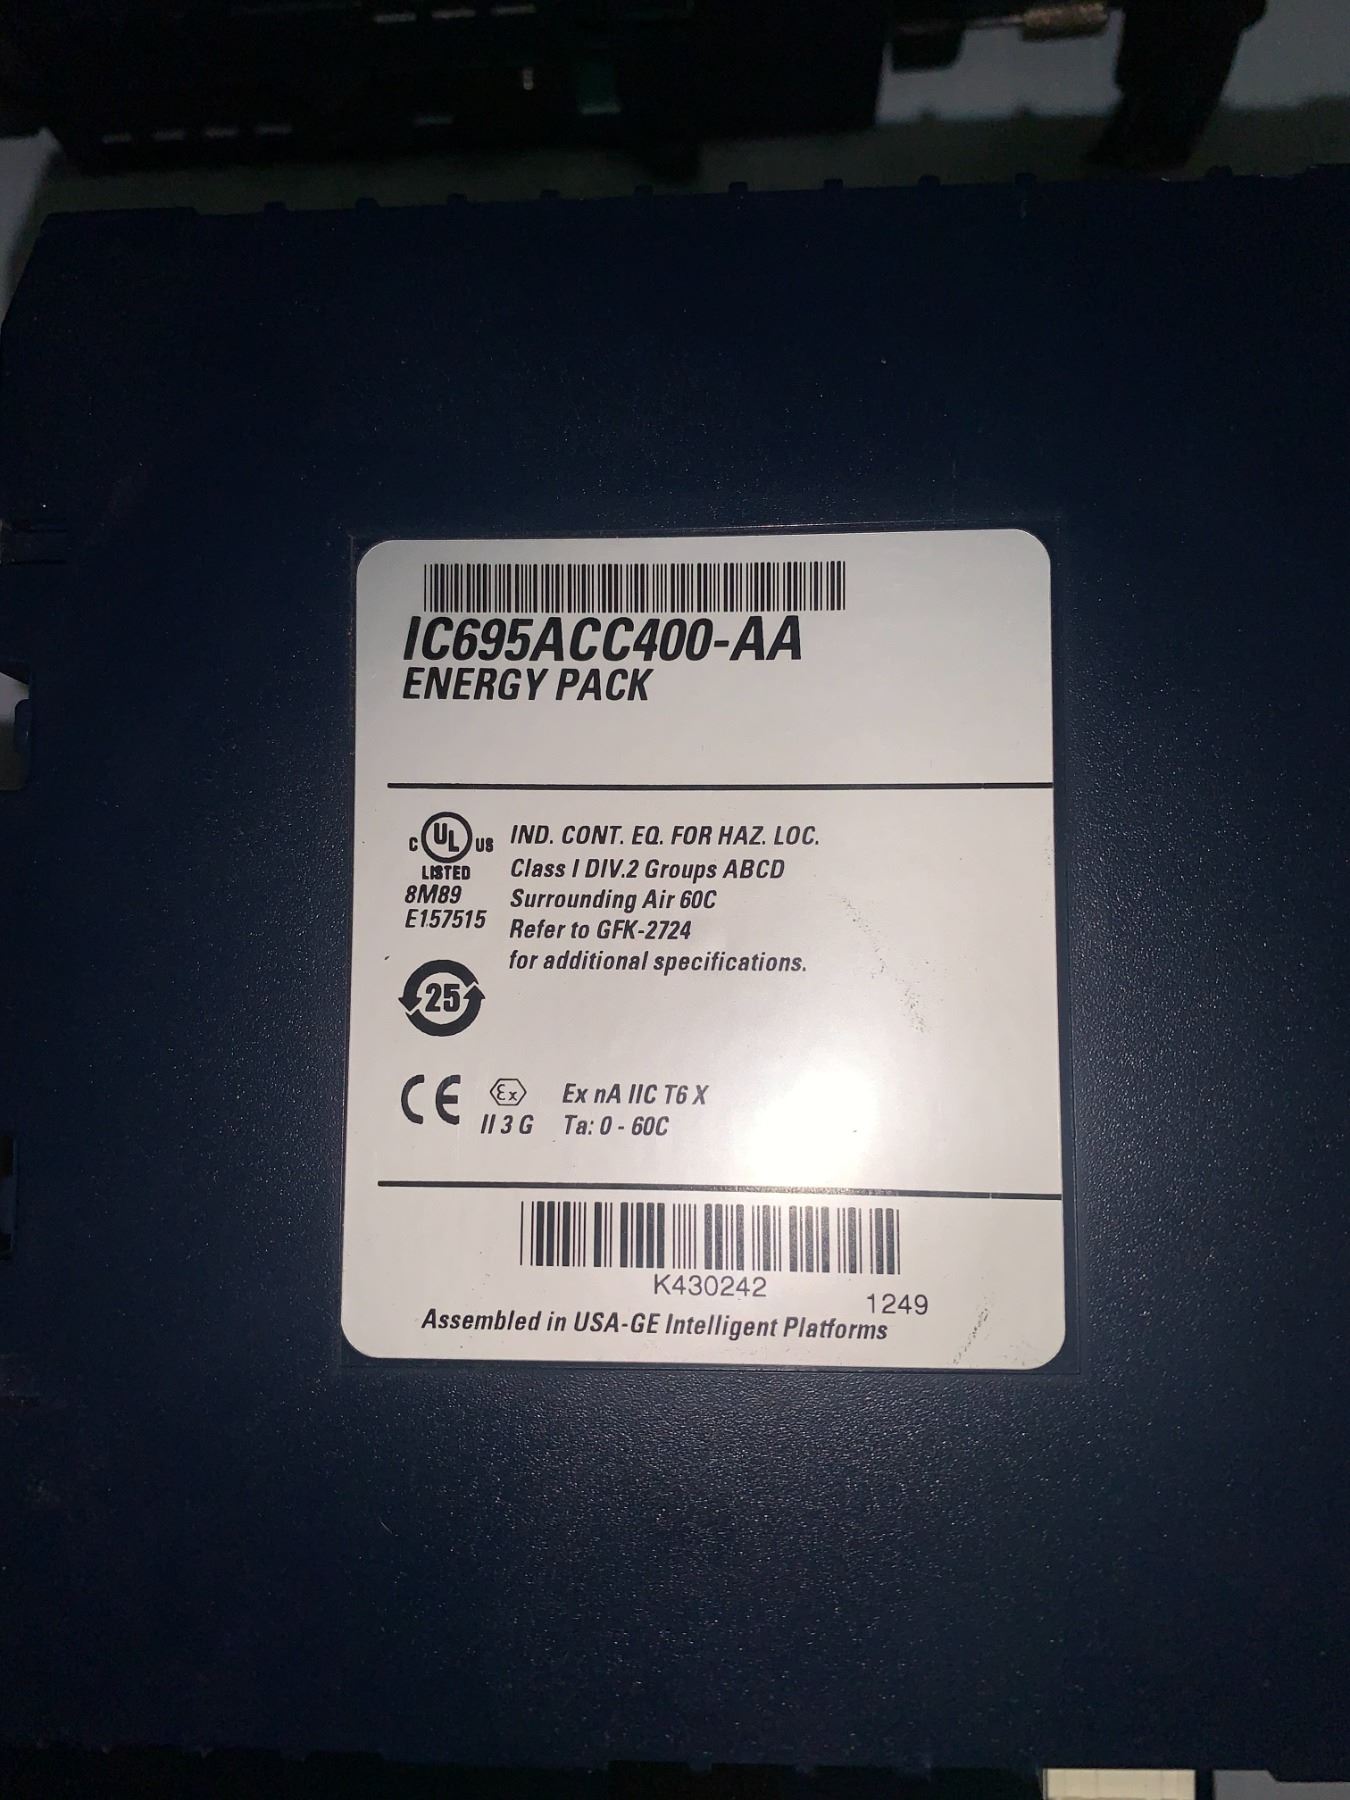 IC695ACC400-AA
ENERGY PACK
C UL US
LISTED
8M89
E157515
IND. CONT. EQ. FOR HAZ. LOC.
Class I DIV.2 Groups ABCD
Surrounding Air 60C
Refer to GFK-2724
for additional specifications.
25
CE Ex
II 3 G
Ex nA IIC T6 X
Ta: 0 - 60C
K430242
1249
Assembled in USA-GE Intelligent Platforms